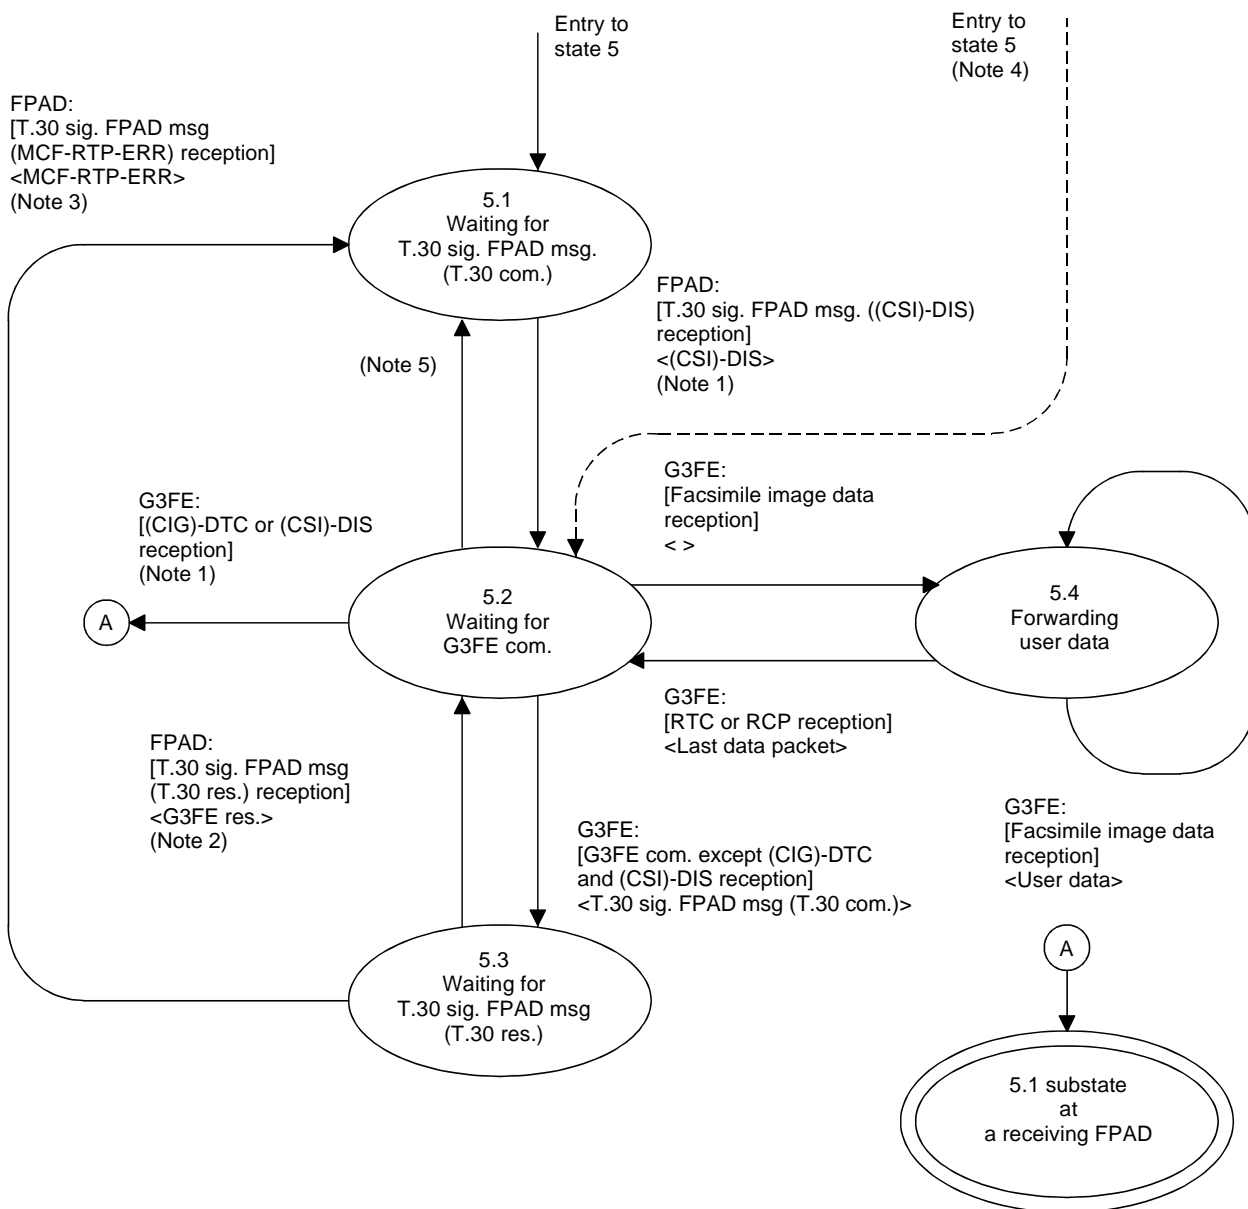 Entry to
state 5
Entry to
state 5
(Note 4)
FPAD:
[T.30 sig. FPAD msg
(MCF-RTP-ERR) reception]
<MCF-RTP-ERR>
(Note 3)
5.1
Waiting for
T.30 sig. FPAD msg.
(T.30 com.)
FPAD:
[T.30 sig. FPAD msg. ((CSI)-DIS)
reception]
<(CSI)-DIS>
(Note 1)
(Note 5)
G3FE:
[Facsimile image data
reception]
< >
G3FE:
[(CIG)-DTC or (CSI)-DIS
reception]
(Note 1)
A
5.2
Waiting for
G3FE com.
5.4
Forwarding
user data
G3FE:
[RTC or RCP reception]
<Last data packet>
FPAD:
[T.30 sig. FPAD msg
(T.30 res.) reception]
<G3FE res.>
(Note 2)
G3FE:
[G3FE com. except (CIG)-DTC
and (CSI)-DIS reception]
<T.30 sig. FPAD msg (T.30 com.)>
G3FE:
[Facsimile image data
reception]
<User data>
5.3
Waiting for
T.30 sig. FPAD msg
(T.30 res.)
A
5.1 substate
at
a receiving FPAD